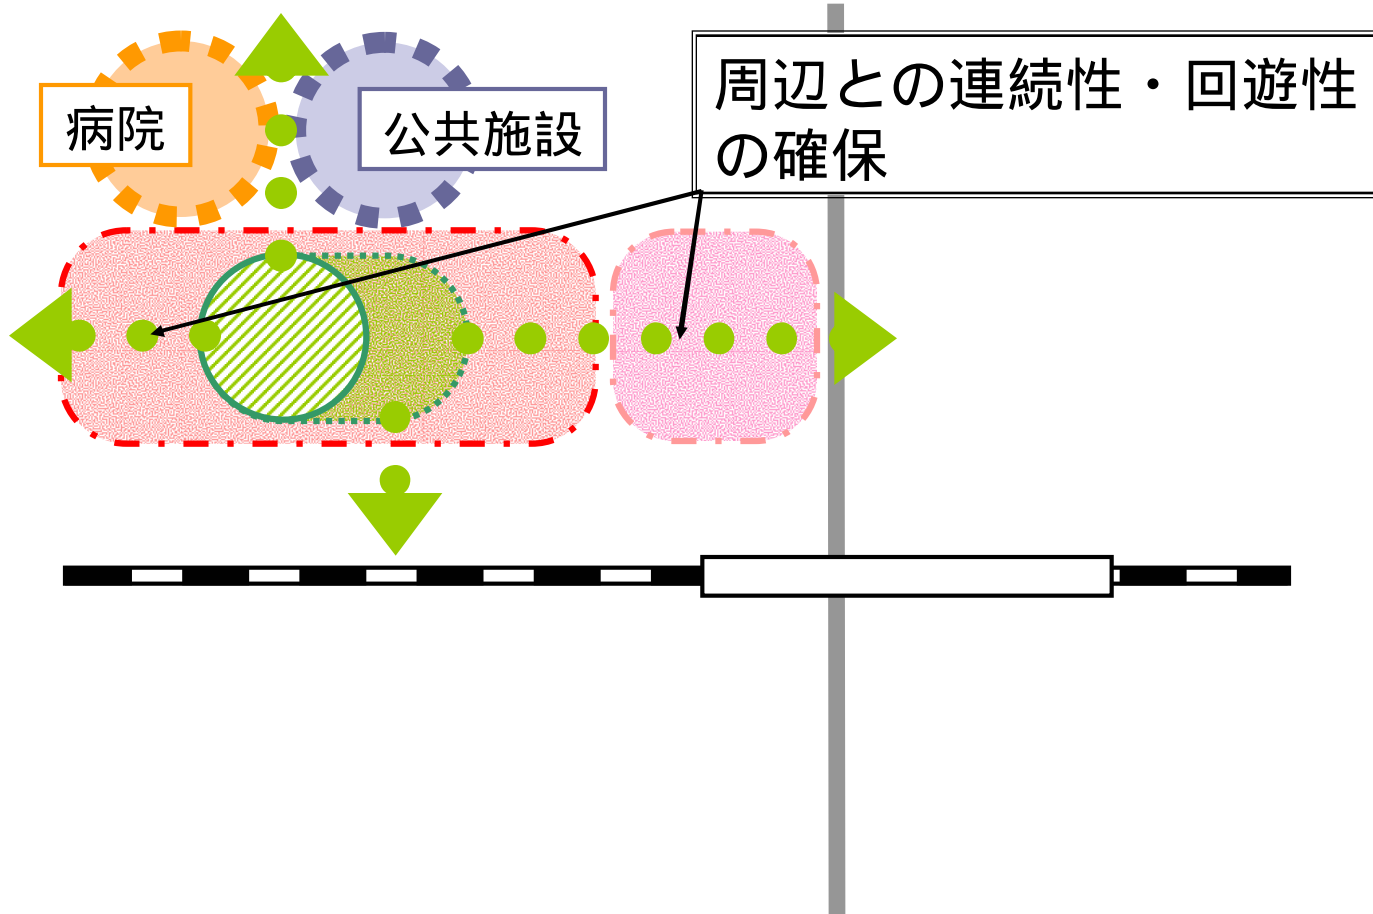 周辺との連続性・回遊性
の確保
病院
公共施設